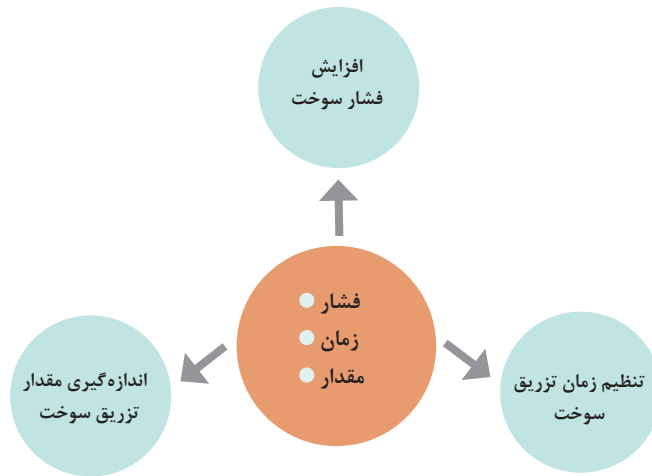 افزایش
فشار سوخت
فشار
زمان
مقدار
تنظیم زمان تزریق
سوخت
اندازه‌گیری مقدار
تزریق سوخت